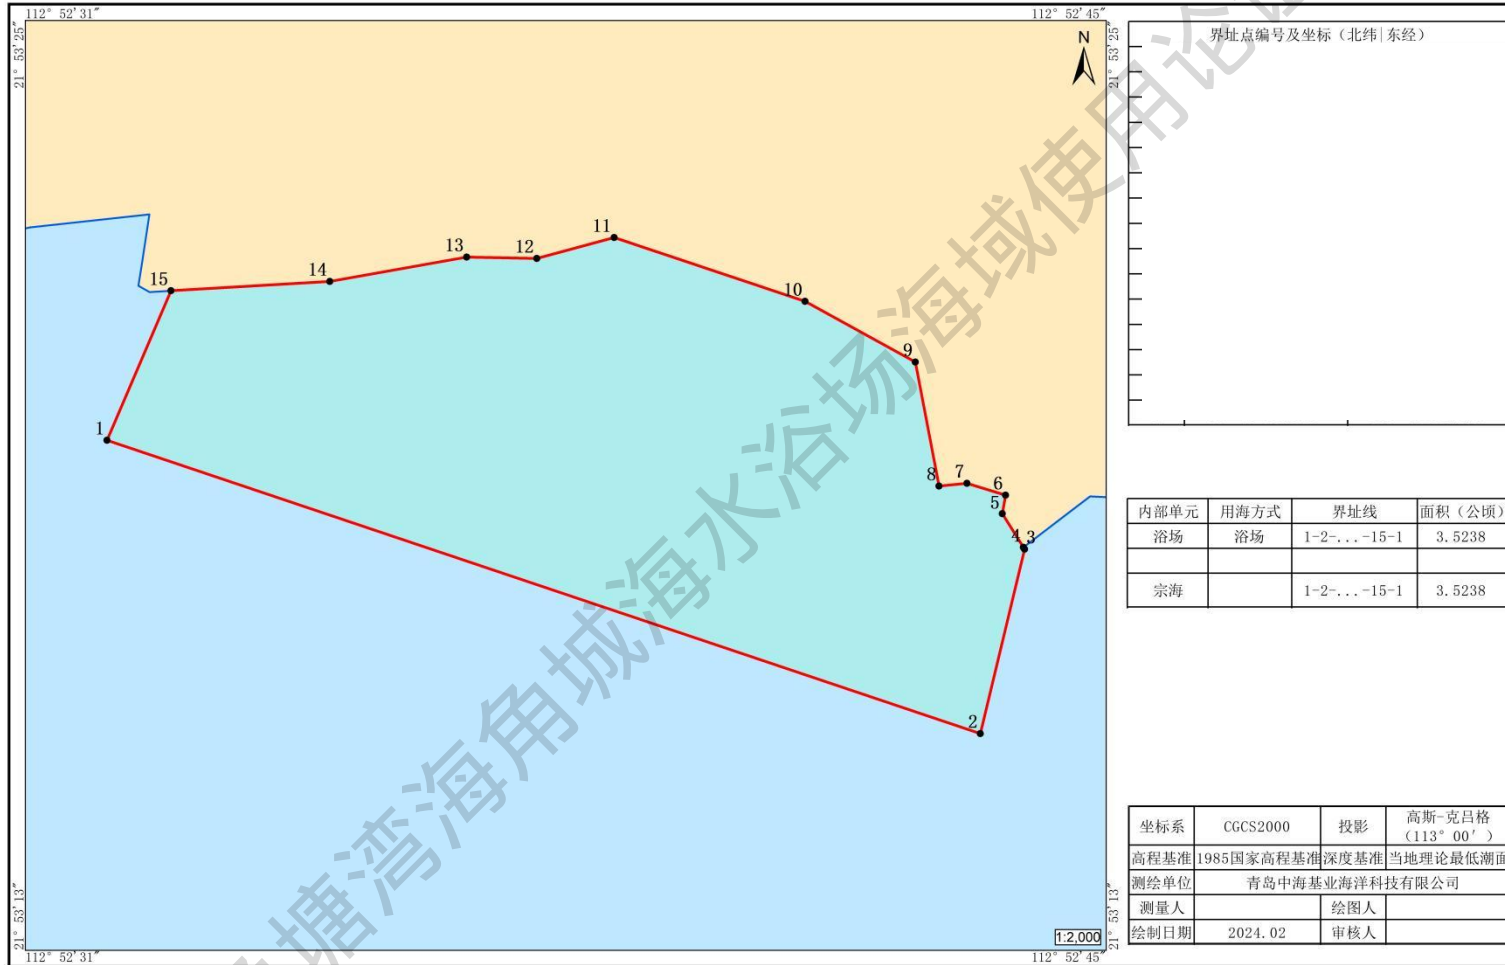 112° 52′31″
112° 52′45″
21° 53′25″
21° 53′25″
N
界址点编号及坐标（北纬|东经）
11
13
12
14
15
10
9
1
8
7
6
5
4
3
2
内部单元 用海方式 界址线 面积（公顷）
浴场 浴场 1-2-...-15-1 3.5238
宗海 1-2-...-15-1 3.5238
塘湾海角城海水浴场海域使用论
坐标系 CGCS2000 投影 高斯-克吕格
（113° 00′）
高程基准 1985国家高程基准 深度基准 当地理论最低潮面
测绘单位 青岛中海基业海洋科技有限公司
测量人 绘图人
绘制日期 2024.02 审核人
21° 53′13″
21° 53′13″
1:2,000
112° 52′31″
112° 52′45″